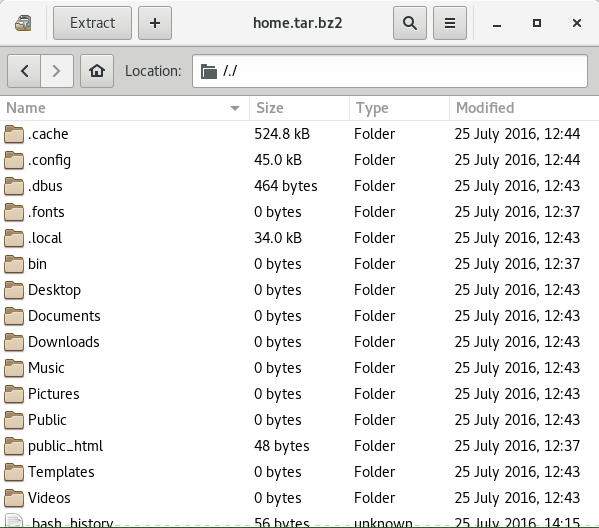 Extract + home.tar.bz2
Location: /./
Name Size Type Modified
.cache 524.8 kB Folder 25 July 2016, 12:44
.config 45.0 kB Folder 25 July 2016, 12:44
.dbus 464 bytes Folder 25 July 2016, 12:43
.fonts 0 bytes Folder 25 July 2016, 12:37
.local 34.0 kB Folder 25 July 2016, 12:43
bin 0 bytes Folder 25 July 2016, 12:37
Desktop 0 bytes Folder 25 July 2016, 12:43
Documents 0 bytes Folder 25 July 2016, 12:43
Downloads 0 bytes Folder 25 July 2016, 12:43
Music 0 bytes Folder 25 July 2016, 12:43
Pictures 0 bytes Folder 25 July 2016, 12:43
Public 0 bytes Folder 25 July 2016, 12:43
public_html 48 bytes Folder 25 July 2016, 12:37
Templates 0 bytes Folder 25 July 2016, 12:43
Videos 0 bytes Folder 25 July 2016, 12:43
.bash_history 56 bytes unknown 25 July 2016, 14:15